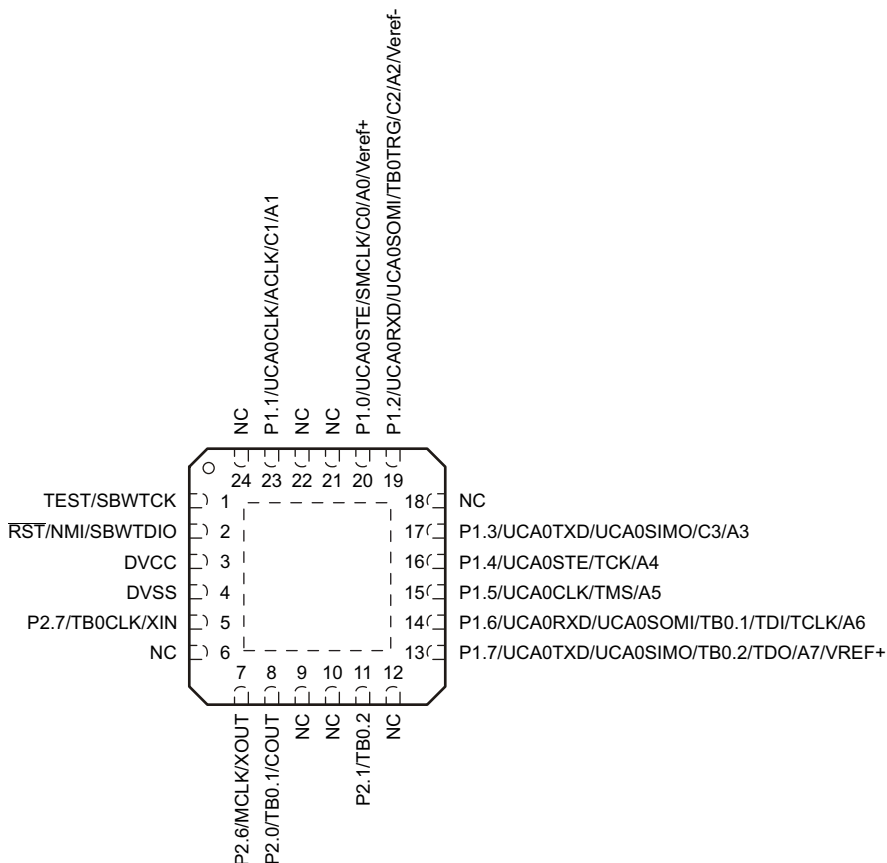 P1.1/UCA0CLK/ACLK/C1/A1
P1.0/UCA0STE/SMCLK/C0/A0/Veref+
P1.2/UCA0RXD/UCA0SOMI/TB0TRG/C2/A2/Veref-
NC
NC
NC
24
23
22
21
20
19
TEST/SBWTCK
1
RST/NMI/SBWTDIO
2
DVCC
3
DVSS
4
P2.7/TB0CLK/XIN
5
NC
6
18
NC
17
P1.3/UCA0TXD/UCA0SIMO/C3/A3
16
P1.4/UCA0STE/TCK/A4
15
P1.5/UCA0CLK/TMS/A5
14
P1.6/UCA0RXD/UCA0SOMI/TB0.1/TDI/TCLK/A6
13
P1.7/UCA0TXD/UCA0SIMO/TB0.2/TDO/A7/VREF+
7
8
9
10
11
12
P2.6/MCLK/XOUT
P2.0/TB0.1/COUT
NC
NC
P2.1/TB0.2
NC